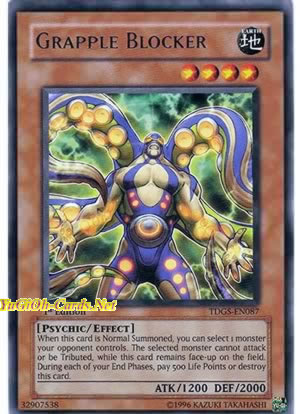 GRAPPLE BLOCKER
EARTH
地
1st Edition
TDGS-EN087
YuGiOh-Cards.Net
[PSYCHIC/EFFECT]
When this card is Normal Summoned, you can select 1 monster
your opponent controls. The selected monster cannot attack
or be Tributed, while this card remains face-up on the field.
During each of your End Phases, pay 500 Life Points or destroy
this card.
ATK/1200 DEF/2000
32907538
©1996 KAZUKI TAKAHASHI